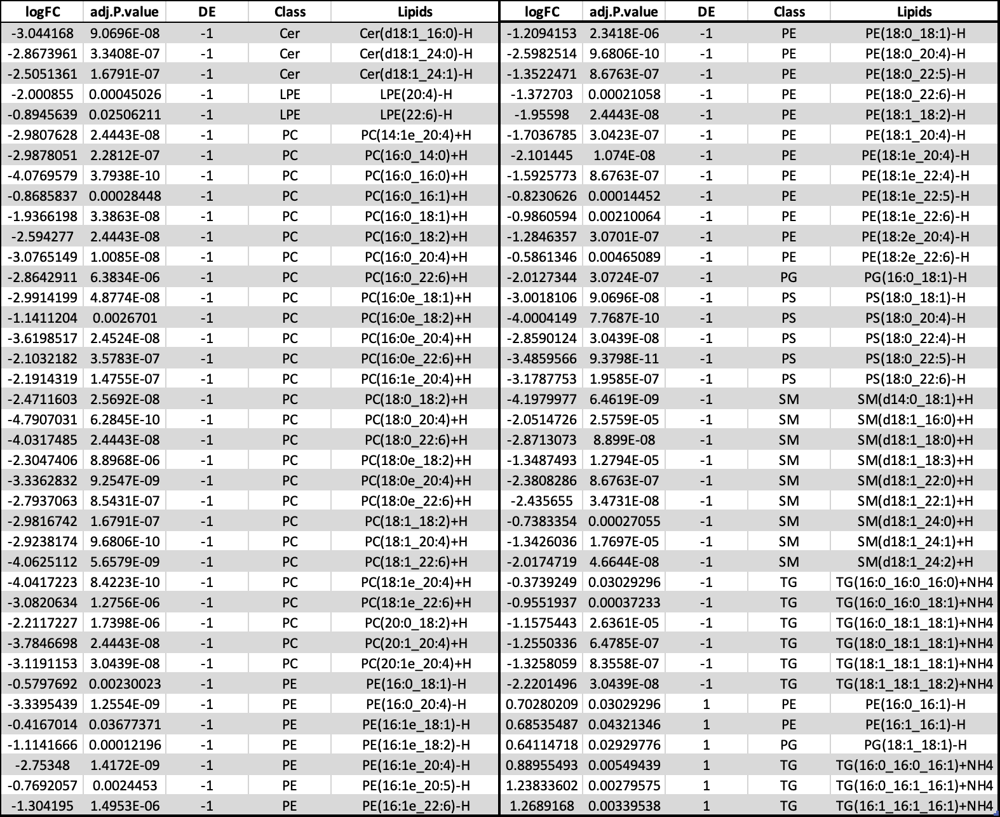 logFC adj.P.value DE Class Lipids logFC adj.P.value DE Class Lipids
-3.044168 9.0696E-08 -1 Cer Cer(d18:1_16:0)-H -1.2094153 2.3418E-06 -1 PE PE(18:0_18:1)-H
-2.8673961 3.3408E-07 -1 Cer Cer(d18:1_24:0)-H -2.5982514 9.6806E-10 -1 PE PE(18:0_20:4)-H
-2.5051361 1.6791E-07 -1 Cer Cer(d18:1_24:1)-H -1.3522471 8.6763E-07 -1 PE PE(18:0_22:5)-H
-2.000855 0.00045026 -1 LPE LPE(20:4)-H -1.372703 0.00021058 -1 PE PE(18:0_22:6)-H
-0.8945639 0.02506211 -1 LPE LPE(22:6)-H -1.95598 2.4443E-08 -1 PE PE(18:1_18:2)-H
-2.9807628 2.4443E-08 -1 PC PC(14:1e_20:4)+H -1.7036785 3.0423E-07 -1 PE PE(18:1_20:4)-H
-2.9878051 2.2812E-07 -1 PC PC(16:0_14:0)+H -2.101445 1.074E-08 -1 PE PE(18:1e_20:4)-H
-4.0769579 3.7938E-10 -1 PC PC(16:0_16:0)+H -1.5925773 8.6763E-07 -1 PE PE(18:1e_22:4)-H
-0.8685837 0.00028448 -1 PC PC(16:0_16:1)+H -0.8230626 0.00014452 -1 PE PE(18:1e_22:5)-H
-1.9366198 3.3863E-08 -1 PC PC(16:0_18:1)+H -0.9860594 0.00210064 -1 PE PE(18:1e_22:6)-H
-2.594277 2.4443E-08 -1 PC PC(16:0_18:2)+H -1.2846357 3.0701E-07 -1 PE PE(18:2e_20:4)-H
-3.0765149 1.0085E-08 -1 PC PC(16:0_20:4)+H -0.5861346 0.00465089 -1 PE PE(18:2e_22:6)-H
-2.8642911 6.3834E-06 -1 PC PC(16:0_22:6)+H -2.0127344 3.0724E-07 -1 PG PG(16:0_18:1)-H
-2.9914199 4.8774E-08 -1 PC PC(16:0e_18:1)+H -3.0018106 9.0696E-08 -1 PS PS(18:0_18:1)-H
-1.1411204 0.0026701 -1 PC PC(16:0e_18:2)+H -4.0004149 7.7687E-10 -1 PS PS(18:0_20:4)-H
-3.6198517 2.4524E-08 -1 PC PC(16:0e_20:4)+H -2.8590124 3.0439E-08 -1 PS PS(18:0_22:4)-H
-2.1032182 3.5783E-07 -1 PC PC(16:0e_22:6)+H -3.4859566 9.3798E-11 -1 PS PS(18:0_22:5)-H
-2.1914319 1.4755E-07 -1 PC PC(16:1e_20:4)+H -3.1787753 1.9585E-07 -1 PS PS(18:0_22:6)-H
-2.4711603 2.5692E-08 -1 PC PC(18:0_18:2)+H -4.1979977 6.4619E-09 -1 SM SM(d14:0_18:1)+H
-4.7907031 6.2845E-10 -1 PC PC(18:0_20:4)+H -2.0514726 2.5759E-05 -1 SM SM(d18:1_16:0)+H
-4.0317485 2.4443E-08 -1 PC PC(18:0_22:6)+H -2.8713073 8.899E-08 -1 SM SM(d18:1_18:0)+H
-2.3047406 8.8968E-06 -1 PC PC(18:0e_18:2)+H -1.3487493 1.2794E-05 -1 SM SM(d18:1_18:3)+H
-3.3362832 9.2547E-09 -1 PC PC(18:0e_20:4)+H -2.3808286 8.6763E-07 -1 SM SM(d18:1_22:0)+H
-2.7937063 8.5431E-07 -1 PC PC(18:0e_22:6)+H -2.435655 3.4731E-08 -1 SM SM(d18:1_22:1)+H
-2.9816742 1.6791E-07 -1 PC PC(18:1_18:2)+H -0.7383354 0.00027055 -1 SM SM(d18:1_24:0)+H
-2.9238174 9.6806E-10 -1 PC PC(18:1_20:4)+H -1.3426036 1.7697E-05 -1 SM SM(d18:1_24:1)+H
-4.0625112 5.6579E-09 -1 PC PC(18:1_22:6)+H -2.0174719 4.6644E-08 -1 SM SM(d18:1_24:2)+H
-4.0417223 8.4223E-10 -1 PC PC(18:1e_20:4)+H -0.3739249 0.03029296 -1 TG TG(16:0_16:0_16:0)+NH4
-3.0820634 1.2756E-06 -1 PC PC(18:1e_22:6)+H -0.9551937 0.00037233 -1 TG TG(16:0_16:0_18:1)+NH4
-2.2117227 1.7398E-06 -1 PC PC(20:0_18:2)+H -1.1575443 2.6361E-05 -1 TG TG(16:0_18:1_18:1)+NH4
-3.7846698 2.4443E-08 -1 PC PC(20:1_20:4)+H -1.2550336 6.4785E-07 -1 TG TG(18:0_18:1_18:1)+NH4
-3.1191153 3.0439E-08 -1 PC PC(20:1e_20:4)+H -1.3258059 8.3558E-07 -1 TG TG(18:1_18:1_18:1)+NH4
-0.5797692 0.00230023 -1 PE PE(16:0_18:1)-H -2.2201496 3.0439E-08 -1 TG TG(18:1_18:1_18:2)+NH4
-3.3395439 1.2554E-09 -1 PE PE(16:0_20:4)-H 0.70280209 0.03029296 1 PE PE(16:0_16:1)-H
-0.4167014 0.03677371 -1 PE PE(16:1e_18:1)-H 0.68535487 0.04321346 1 PE PE(16:1_16:1)-H
-1.1141666 0.00012196 -1 PE PE(16:1e_18:2)-H 0.64114718 0.02929776 1 PG PG(18:1_18:1)-H
-2.75348 1.4172E-09 -1 PE PE(16:1e_20:4)-H 0.88955493 0.00549439 1 TG TG(16:0_16:0_16:1)+NH4
-0.7692057 0.0024453 -1 PE PE(16:1e_20:5)-H 1.23833602 0.00279575 1 TG TG(16:0_16:1_16:1)+NH4
-1.304195 1.4953E-06 -1 PE PE(16:1e_22:6)-H 1.2689168 0.00339538 1 TG TG(16:1_16:1_16:1)+NH4